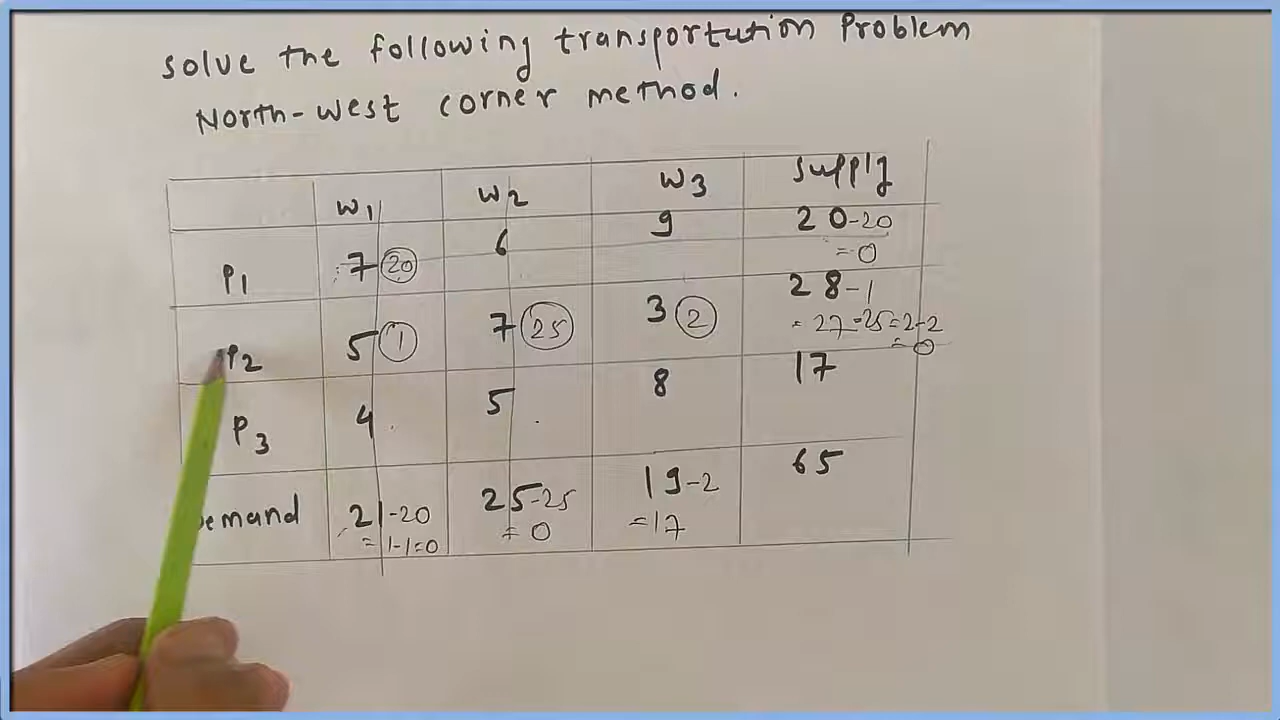 solve the following transportution Problem
North-west corner method.
w1 w2 w3 supply
P1 7 20 6 9 20-20
=0
P2 5 1 7 25 3 2 28-1
=27-25=2-2
=0
P3 4 5 8 17
emand 21-20 25-25 19-2 65
=1-1=0 =0 =17